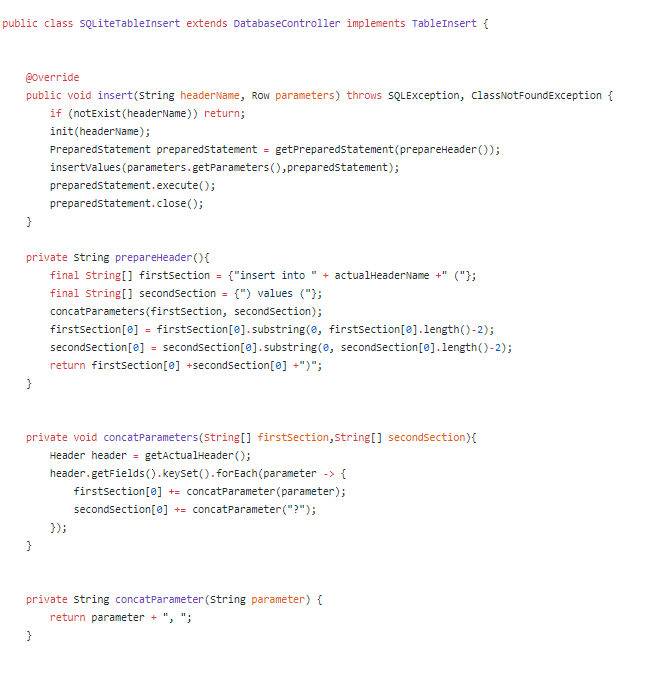 public class SQLiteTableInsert extends DatabaseController implements TableInsert {
@Override
public void insert(String headerName, Row parameters) throws SQLException, ClassNotFoundException {
if (notExist(headerName)) return;
init(headerName);
PreparedStatement preparedStatement = getPreparedStatement(prepareHeader());
insertValues(parameters.getParameters(),preparedStatement);
preparedStatement.execute();
preparedStatement.close();
}
private String prepareHeader(){
final String[] firstSection = {"insert into " + actualHeaderName +" ("};
final String[] secondSection = {") values ("};
concatParameters(firstSection, secondSection);
firstSection[0] = firstSection[0].substring(0, firstSection[0].length()-2);
secondSection[0] = secondSection[0].substring(0, secondSection[0].length()-2);
return firstSection[0] +secondSection[0] +")";
}
private void concatParameters(String[] firstSection,String[] secondSection){
Header header = getActualHeader();
header.getFields().keySet().forEach(parameter -> {
firstSection[0] += concatParameter(parameter);
secondSection[0] += concatParameter("?");
});
}
private String concatParameter(String parameter) {
return parameter + ", ";
}